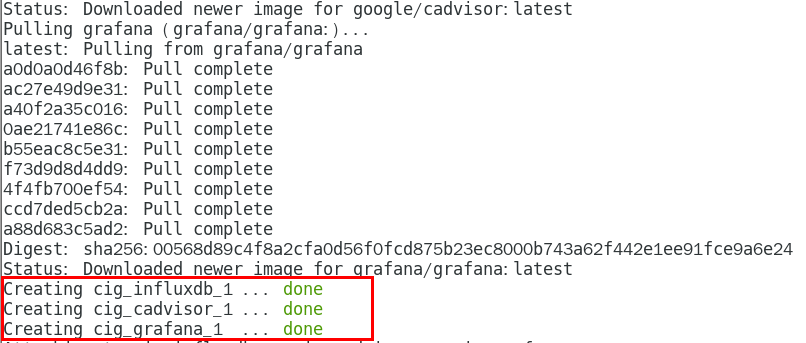 Status: Downloaded newer image for google/cadvisor:latest
Pulling grafana (grafana/grafana:)...
latest: Pulling from grafana/grafana
a0d0a0d46f8b: Pull complete
ac27e49d9e31: Pull complete
a40f2a35c016: Pull complete
0ae21741e86c: Pull complete
b55eac8c5e31: Pull complete
f73d9d8d4dd9: Pull complete
4f4fb700ef54: Pull complete
ccd7ded5cb2a: Pull complete
a88d683c5ad2: Pull complete
Digest: sha256:00568d89c4f8a2cfa0d56f0fcd875b23ec8000b743a62f442e1ee91fce9a6e24
Status: Downloaded newer image for grafana/grafana:latest
Creating cig_influxdb_1 ... done
Creating cig_cadvisor_1 ... done
Creating cig_grafana_1 ... done